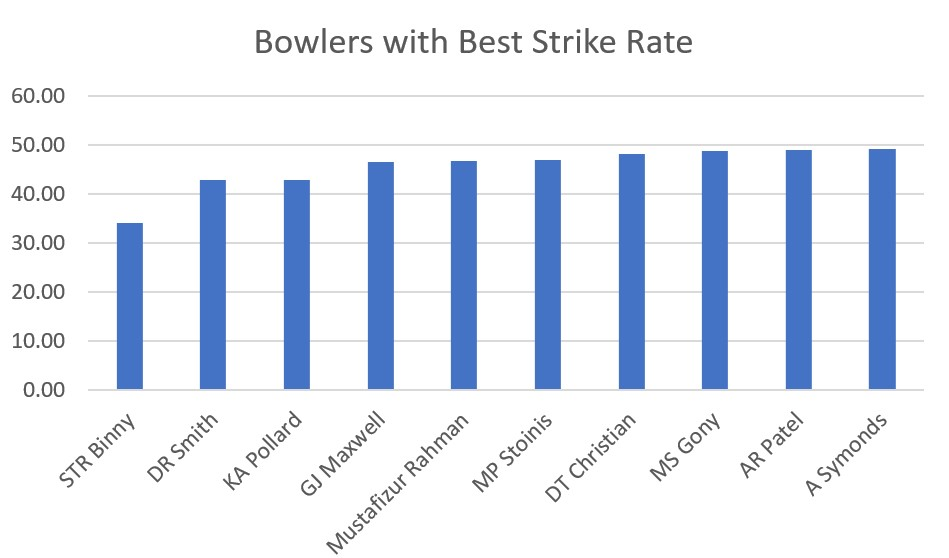 Bowlers with Best Strike Rate
60.00
50.00
40.00
30.00
20.00
10.00
0.00
STR Binny
DR Smith
KA Pollard
GJ Maxwell
Mustafizur Rahman
MP Stoinis
DT Christian
MS Gony
AR Patel
A Symonds